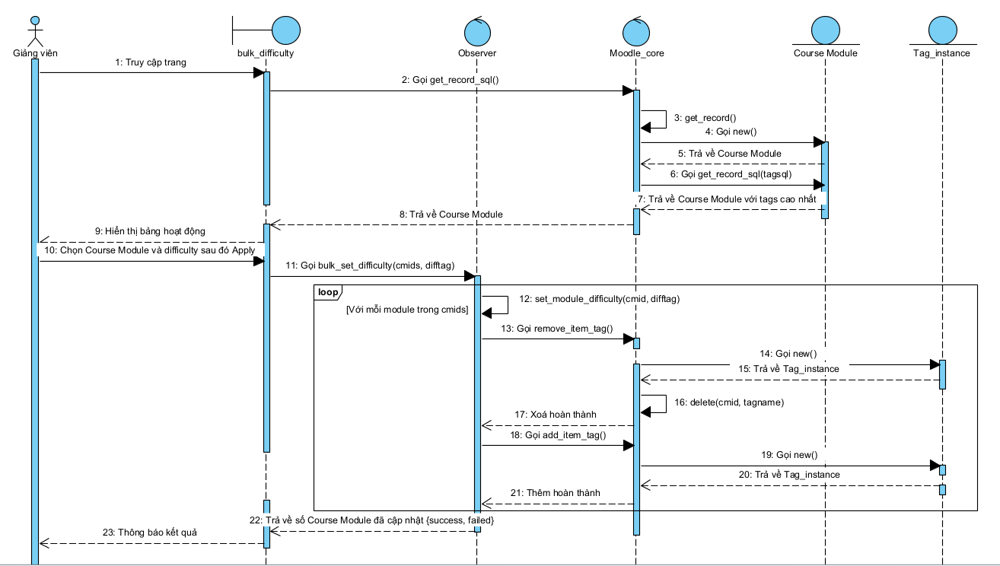 Giảng viên
bulk_difficulty
Observer
Moodle_core
Course Module
Tag_instance
1: Truy cập trang
2: Gọi get_record_sql()
3: get_record()
4: Gọi new()
5: Trả về Course Module
6: Gọi get_record_sql(tagsql)
7: Trả về Course Module với tags cao nhất
8: Trả về Course Module
9: Hiển thị bảng hoạt động
10: Chọn Course Module và difficulty sau đó Apply
11: Gọi bulk_set_difficulty(cmids, difftag)
loop
12: set_module_difficulty(cmid, difftag)
[Với mỗi module trong cmids]
13: Gọi remove_item_tag()
14: Gọi new()
15: Trả về Tag_instance
16: delete(cmid, tagname)
17: Xoá hoàn thành
18: Gọi add_item_tag()
19: Gọi new()
20: Trả về Tag_instance
21: Thêm hoàn thành
22: Trả về số Course Module đã cập nhật {success, failed}
23: Thông báo kết quả